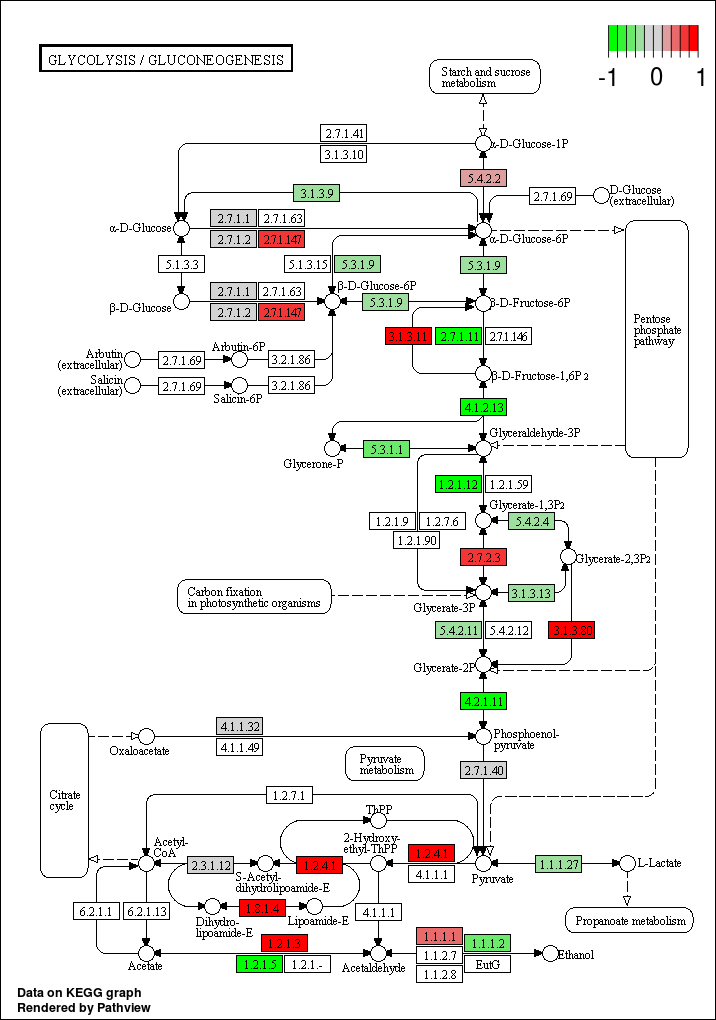 GLYCOLYSIS / GLUCONEOGENESIS
-1 0 1
Starch and sucrose
metabolism
2.7.1.41
3.1.3.10
α-D-Glucose-1P
5.4.2.2
3.1.3.9
2.7.1.69
D-Glucose
(extracellular)
2.7.1.1 2.7.1.63
α-D-Glucose
2.7.1.2 2.7.1.147
α-D-Glucose-6P
5.1.3.3
5.1.3.15 5.3.1.9
5.3.1.9
β-D-Glucose-6P
2.7.1.1 2.7.1.63
β-D-Glucose
2.7.1.2 2.7.1.147
5.3.1.9
β-D-Fructose-6P
Pentose
phosphate
pathway
3.1.3.11 2.7.1.11 2.7.1.146
Arbutin
(extracellular)
2.7.1.69
Arbutin-6P
3.2.1.86
Salicin
(extracellular)
2.7.1.69
Salicin-6P
3.2.1.86
β-D-Fructose-1,6P2
4.1.2.13
Glyceraldehyde-3P
5.3.1.1
Glycerone-P
1.2.1.12 1.2.1.59
Glycerate-1,3P2
1.2.1.9 1.2.7.6
1.2.1.90
5.4.2.4
2.7.2.3
Glycerate-2,3P2
Carbon fixation
in photosynthetic organisms
3.1.3.13
Glycerate-3P
5.4.2.11 5.4.2.12
3.1.3.80
Glycerate-2P
4.2.1.11
4.1.1.32
4.1.1.49
Oxaloacetate
Phosphoenol-
pyruvate
Pyruvate
metabolism
2.7.1.40
Citrate
cycle
1.2.7.1
ThPP
2-Hydroxy-
ethyl-ThPP
Acetyl-
CoA
2.3.1.12
S-Acetyl-
dihydrolipoamide-E
1.2.4.1
1.2.4.1
4.1.1.1
Pyruvate
1.1.1.27
L-Lactate
6.2.1.1 6.2.1.13
1.8.1.4
Dihydro-
lipoamide-E
Lipoamide-E
4.1.1.1
Propanoate metabolism
1.2.1.3
1.2.1.5 1.2.1.-
Acetate
Acetaldehyde
1.1.1.1 1.1.1.2
1.1.2.7 EutG
1.1.2.8
Ethanol
Data on KEGG graph
Rendered by Pathview